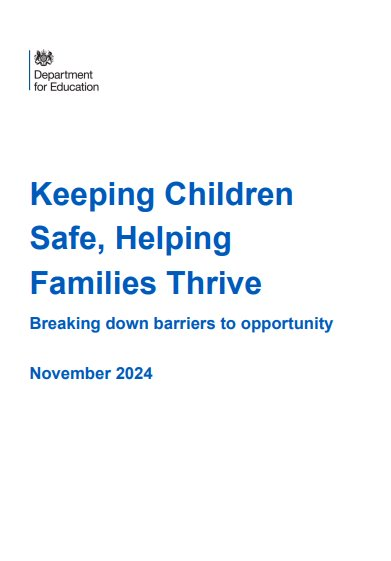 Department
for Education
Keeping Children
Safe, Helping
Families Thrive
Breaking down barriers to opportunity
November 2024